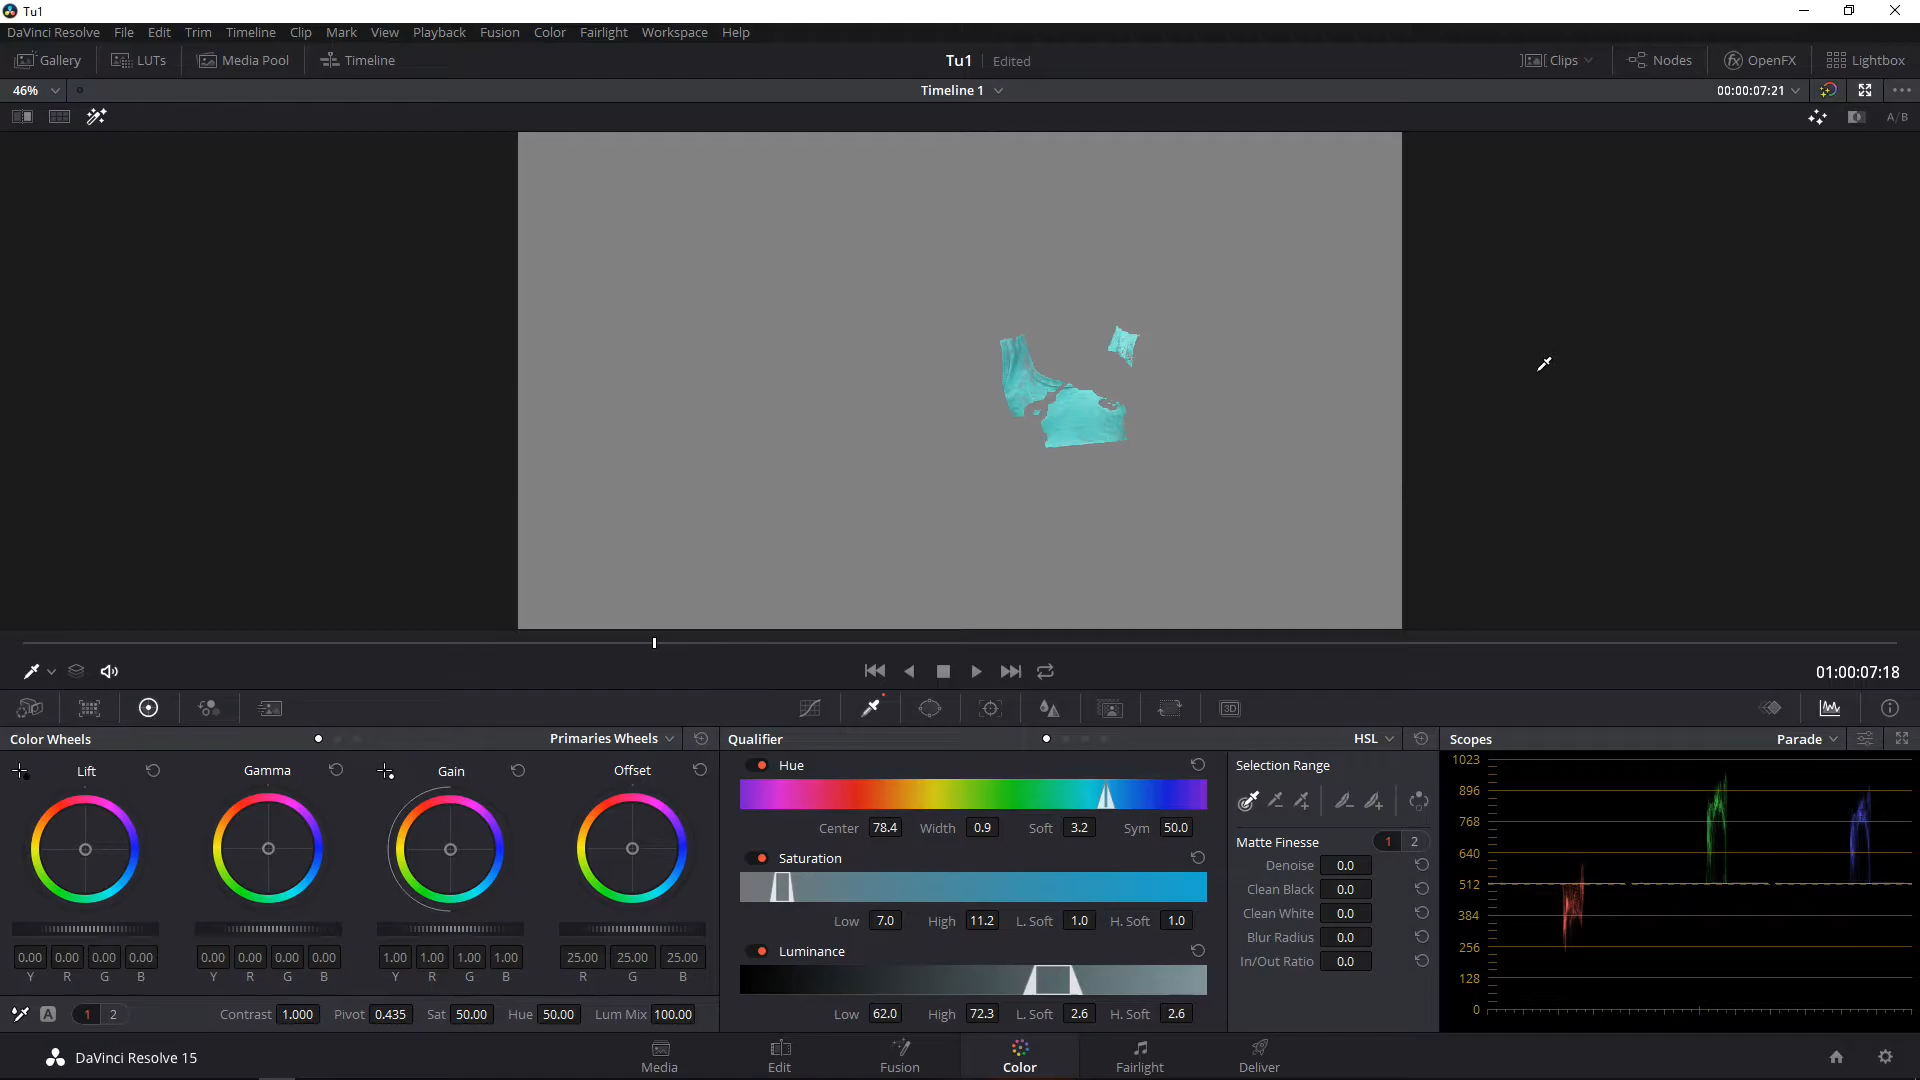 Tu1
DaVinci Resolve File Edit Trim Timeline Clip Mark View Playback Fusion Color Fairlight Workspace Help
Gallery LUTs Media Pool Timeline Tu1 Edited Clips Nodes fx OpenFX Lightbox
46% Timeline 1 00:00:07:21
A/B
01:00:07:18
3D
Color Wheels Primaries Wheels Qualifier HSL Scopes Parade
Lift Gamma Gain Offset
0.00 0.00 0.00 0.00 0.00 0.00 0.00 0.00 1.00 1.00 1.00 1.00 25.00 25.00 25.00
Y R G B Y R G B Y R G B R G B
A 1 2 Contrast 1.000 Pivot 0.435 Sat 50.00 Hue 50.00 Lum Mix 100.00
Hue
Center 78.4 Width 0.9 Soft 3.2 Sym 50.0
Saturation
Low 7.0 High 11.2 L. Soft 1.0 H. Soft 1.0
Luminance
Low 62.0 High 72.3 L. Soft 2.6 H. Soft 2.6
Selection Range
Matte Finesse 1 2
Denoise 0.0
Clean Black 0.0
Clean White 0.0
Blur Radius 0.0
In/Out Ratio 0.0
1023
896
768
640
512
384
256
128
0
DaVinci Resolve 15 Media Edit Fusion Color Fairlight Deliver